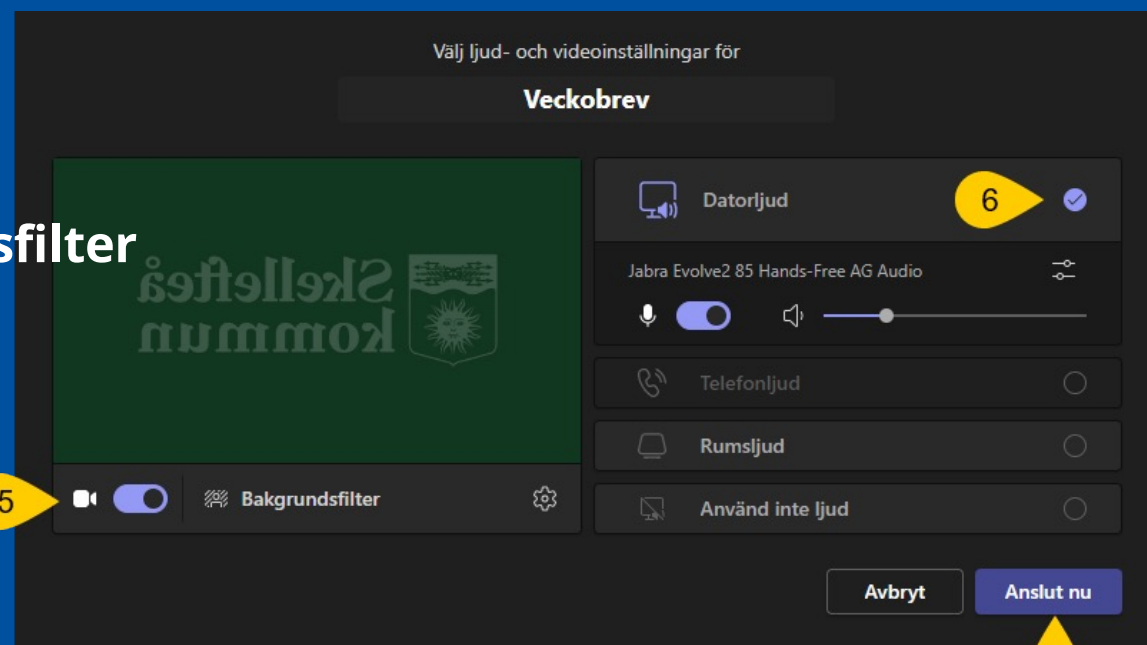 Välj ljud- och videoinställningar för
Veckobrev
sfilter
Skellefteå
kommun
5
Bakgrundsfilter
Datorljud
6
Jabra Evolve2 85 Hands-Free AG Audio
Telefonljud
Rumsljud
Använd inte ljud
Avbryt
Anslut nu